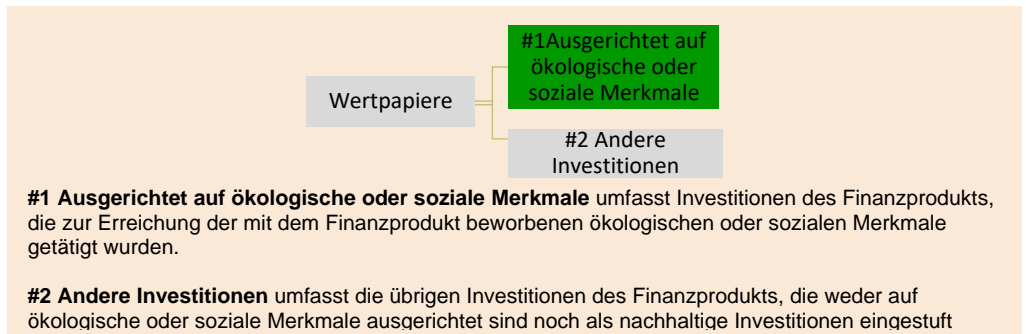 #1Ausgerichtet auf
ökologische oder
soziale Merkmale
Wertpapiere
#2 Andere
Investitionen
#1 Ausgerichtet auf ökologische oder soziale Merkmale umfasst Investitionen des Finanzprodukts,
die zur Erreichung der mit dem Finanzprodukt beworbenen ökologischen oder sozialen Merkmale
getätigt wurden.
#2 Andere Investitionen umfasst die übrigen Investitionen des Finanzprodukts, die weder auf
ökologische oder soziale Merkmale ausgerichtet sind noch als nachhaltige Investitionen eingestuft